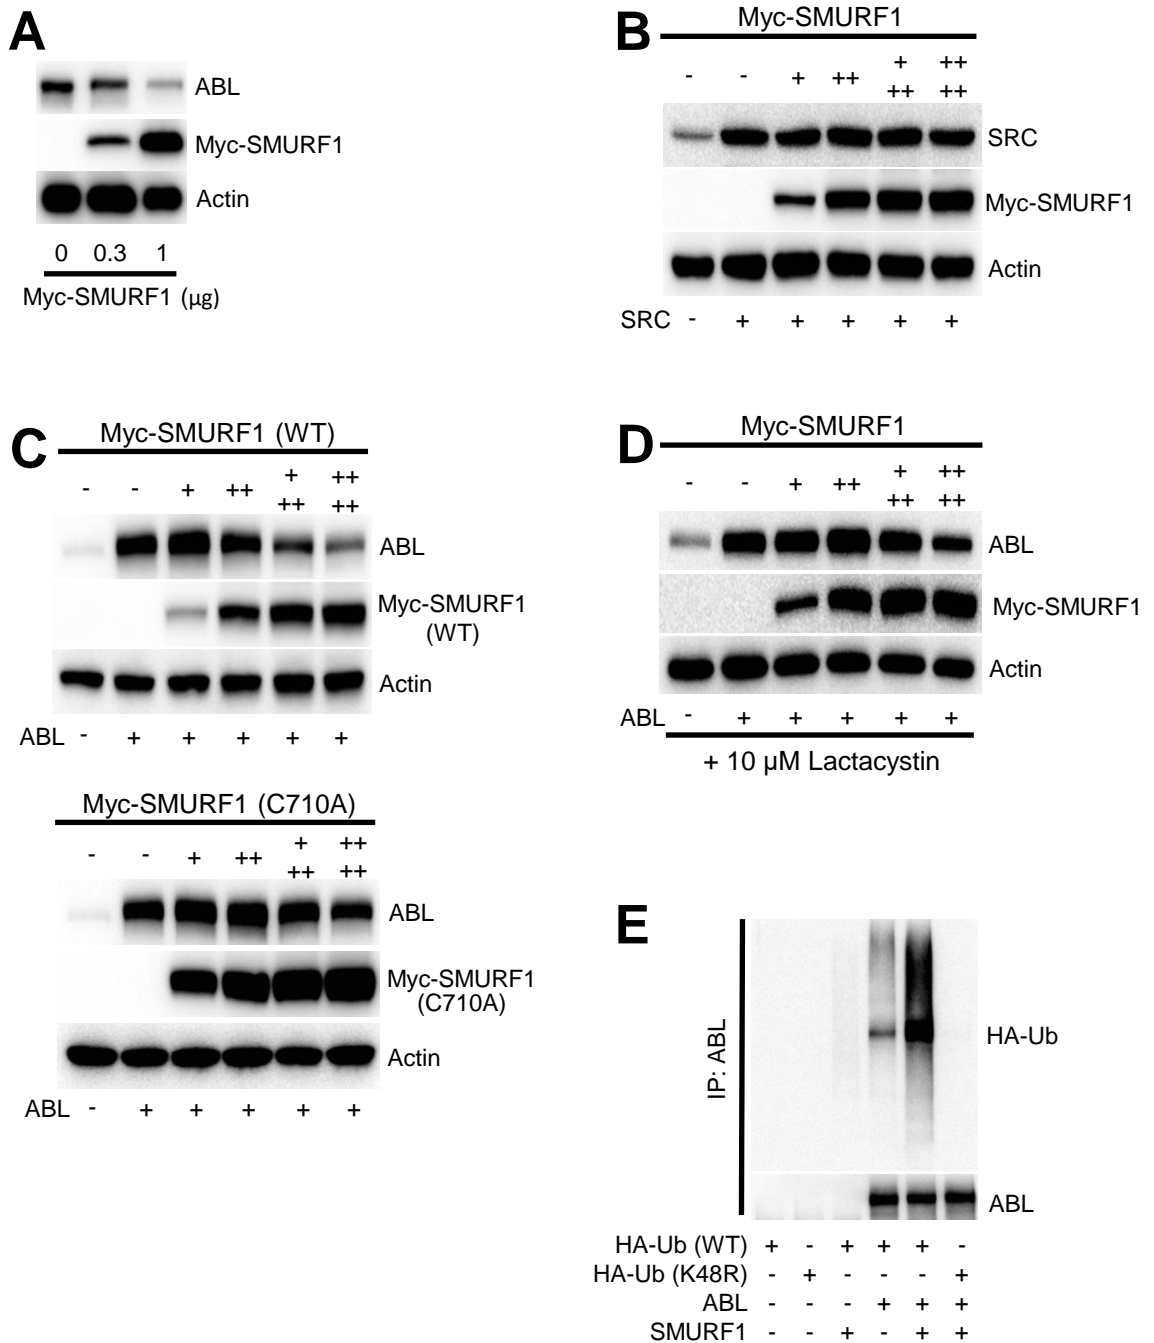 A
ABL
Myc-SMURF1
Actin
0 0.3 1
Myc-SMURF1 (µg)
B
Myc-SMURF1
- - + ++ + ++
++ ++
SRC
Myc-SMURF1
Actin
SRC - + + + + +
C
Myc-SMURF1 (WT)
- - + ++ + ++
++ ++
ABL
Myc-SMURF1
(WT)
Actin
ABL - + + + + +
Myc-SMURF1 (C710A)
- - + ++ + ++
++ ++
ABL
Myc-SMURF1
(C710A)
Actin
ABL - + + + + +
D
Myc-SMURF1
- - + ++ + ++
++ ++
ABL
Myc-SMURF1
Actin
ABL - + + + + +
+ 10 µM Lactacystin
E
IP: ABL
HA-Ub
ABL
HA-Ub (WT) + - + + + -
HA-Ub (K48R) - + - - - +
ABL - - - + + +
SMURF1 - - + - + +